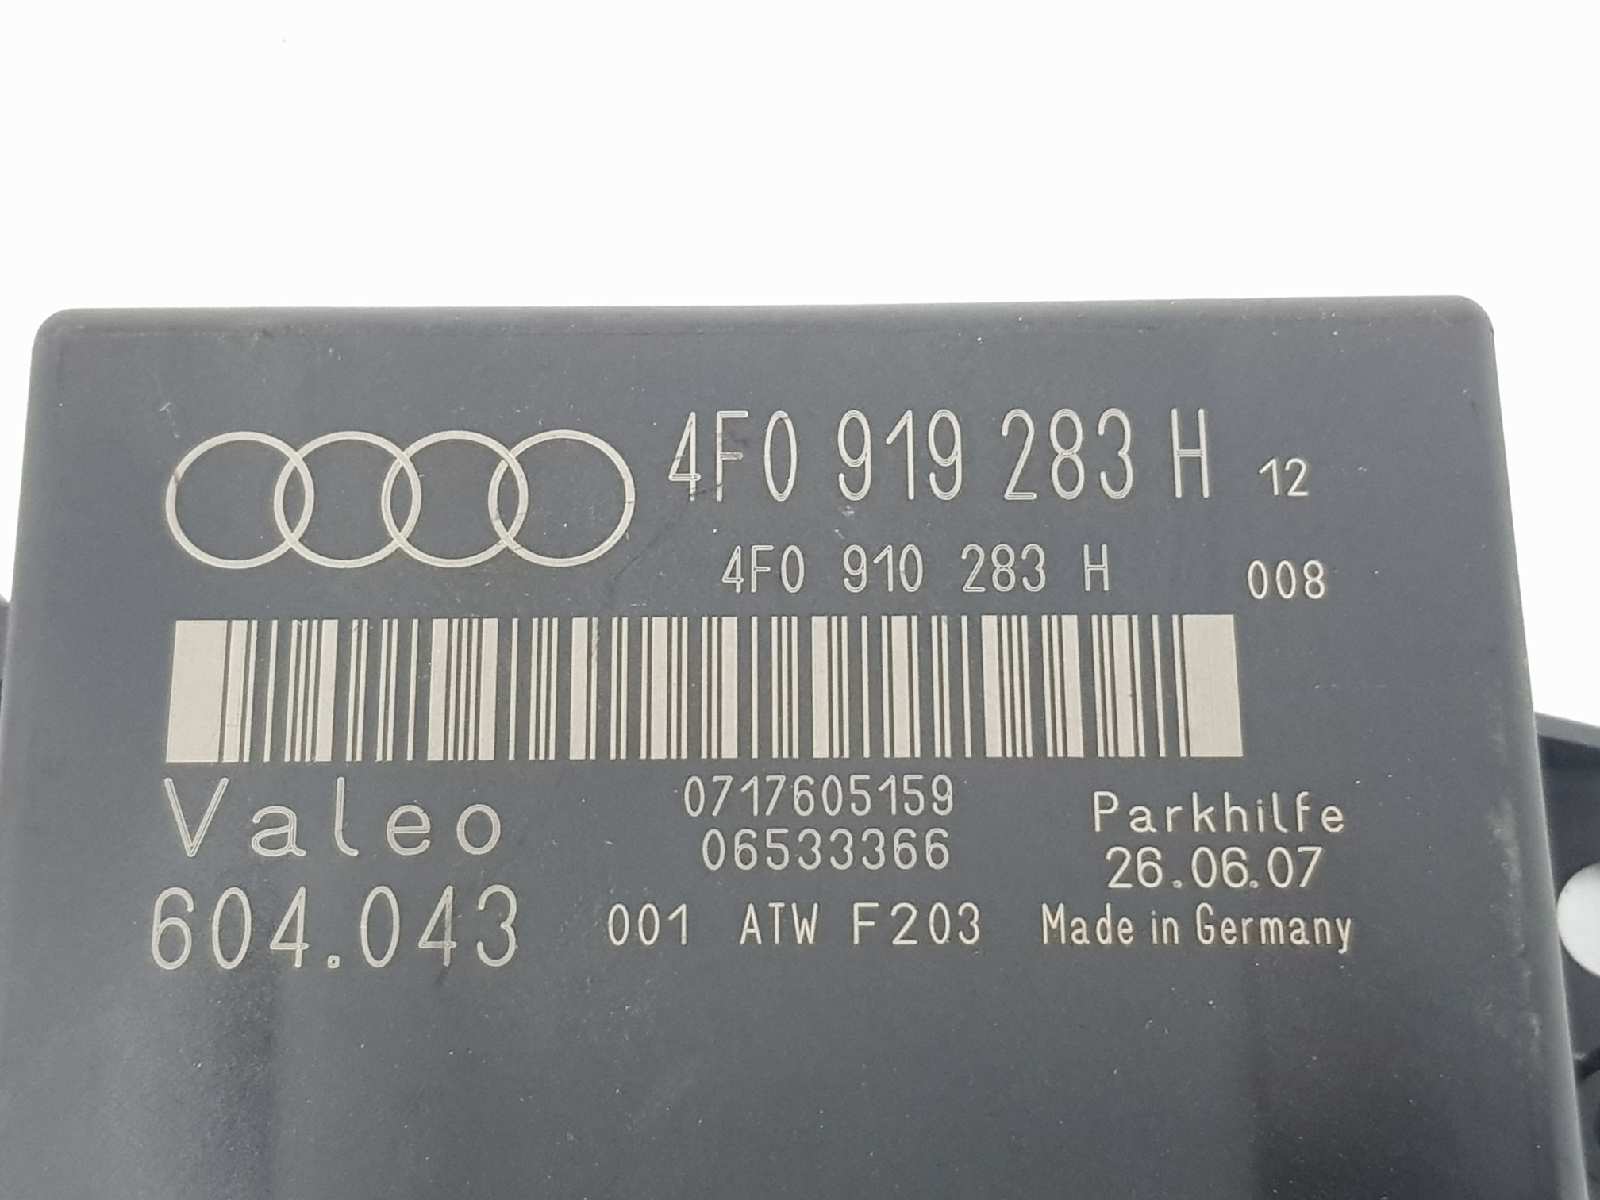 4F0 919 283 H 12
4F0 910 283 H 008
Valeo
0717605159
06533366
Parkhilfe
26.06.07
604.043 001 ATW F203 Made in Germany